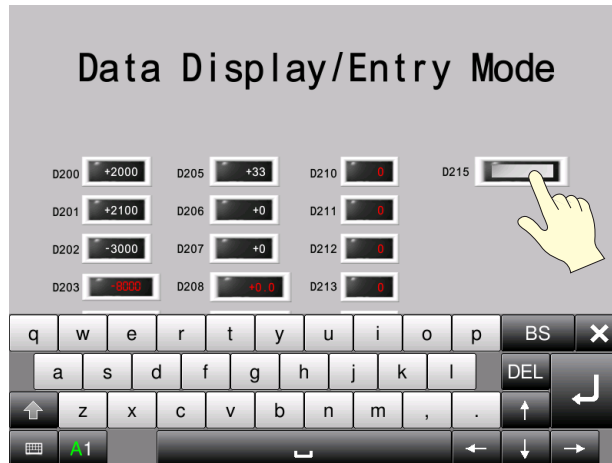 Data Display/Entry Mode
D200 +2000 D205 +33 D210 0 D215
D201 +2100 D206 +0 D211 0
D202 -3000 D207 +0 D212 0
D203 -8000 D208 +0.0 D213 0
q w e r t y u i o p BS
a s d f g h j k l DEL
z x c v b n m , .
A1